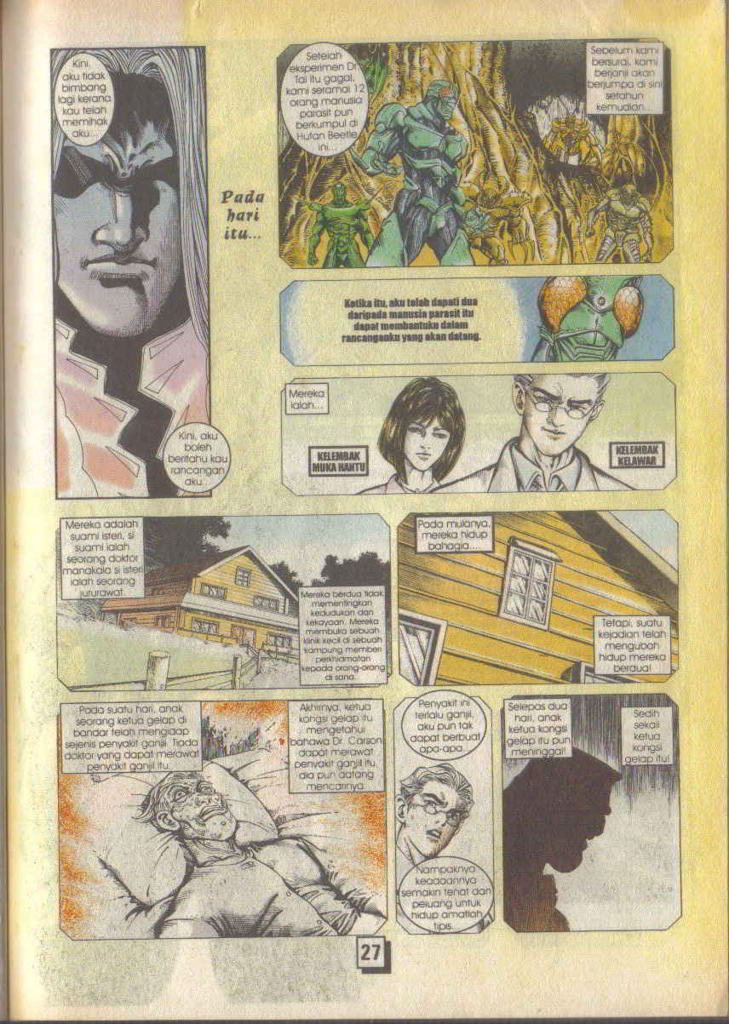 Kini,
aku tidak
bimbang
lagi kerana
kau telah
memihak
aku...
Kini, aku
boleh
beritahu kau
rancangan
aku...
Pada
hari
itu...
Setelah
eksperimen Dr.
Tai itu gagal,
kami seramai 12
orang manusia
parasit pun
berkumpul di
Hutan Beetle
ini...
Sebelum kami
bersurai, kami
berjanji akan
berjumpa di sini
setahun
kemudian...
Ketika itu, aku telah dapati dua
daripada manusia parasit itu
dapat membantuku dalam
rancanganku yang akan datang.
Mereka
ialah...
KELEMBAK
MUKA HANTU
KELEMBAK
KELAWAR
Mereka adalah
suami isteri, si
suami ialah
seorang doktor
manakala si isteri
ialah seorang
jururawat.
Mereka berdua tidak
mementingkan
kedudukan dan
kekayaan. Mereka
membuka sebuah
klinik kecil di sebuah
kampung memberi
perkhidmatan
kepada orang-orang
di sana.
Pada mulanya,
mereka hidup
bahagia....
Tetapi, suatu
kejadian telah
mengubah
hidup mereka
berdua!
Pada suatu hari, anak
seorang ketua gelap di
bandar telah mengidap
sejenis penyakit ganjil. Tiada
doktor yang dapat merawat
penyakit ganjil itu.
Akhirnya, ketua
kongsi gelap itu
mengetahui
bahawa Dr. Carson
dapat merawat
penyakit ganjil itu,
dia pun datang
mencarinya.
Penyakit ini
terlalu ganjil,
aku pun tak
dapat berbuat
apa-apa.
Nampaknya
keadaannya
semakin tenat dan
peluang untuk
hidup amatlah
tipis.
Selepas dua
hari, anak
ketua kongsi
gelap itu pun
meninggal!
Sedih
sekali
ketua
kongsi
gelap itu!
27